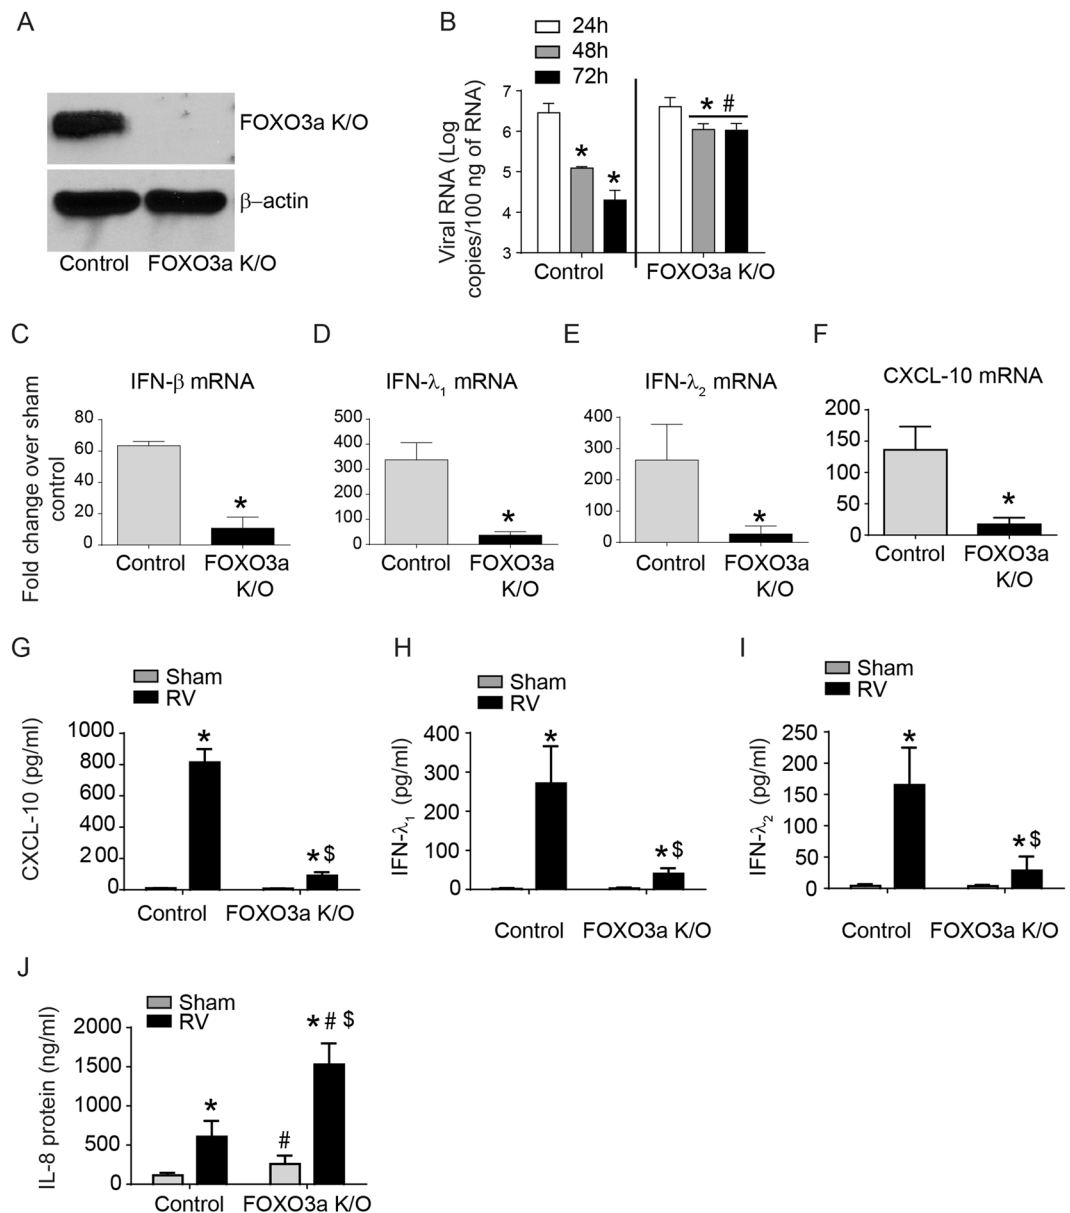 A
FOXO3a K/O
β–actin
Control FOXO3a K/O
B
24h
48h
72h
Viral RNA (Log
copies/100 ng of RNA)
7
6
5
4
3
*
*
* #
Control FOXO3a K/O
C
Fold change over sham
control
IFN-β mRNA
80
60
40
20
0
*
Control FOXO3a
K/O
D
IFN-λ1 mRNA
500
400
300
200
100
0
*
Control FOXO3a
K/O
E
IFN-λ2 mRNA
400
300
200
100
0
*
Control FOXO3a
K/O
F
CXCL-10 mRNA
200
150
100
50
0
*
Control FOXO3a
K/O
G
Sham
RV
CXCL-10 (pg/ml)
1000
800
600
400
200
0
*
* $
Control FOXO3a K/O
H
Sham
RV
IFN-λ1 (pg/ml)
400
300
200
100
0
*
* $
Control FOXO3a K/O
I
Sham
RV
IFN-λ2 (pg/ml)
250
200
150
100
50
0
*
* $
Control FOXO3a K/O
J
Sham
RV
IL-8 protein (ng/ml)
2000
1500
1000
500
0
*
#
* # $
Control FOXO3a K/O